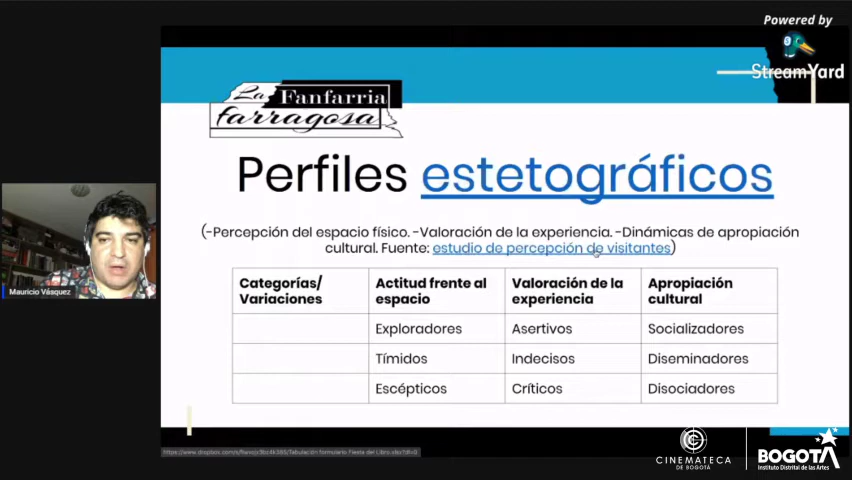 Powered by
StreamYard
La Fanfarria
farragosa
Perfiles estetográficos
(-Percepción del espacio físico. -Valoración de la experiencia. -Dinámicas de apropiación
cultural. Fuente: estudio de percepción de visitantes)
Categorías/
Variaciones
Actitud frente al
espacio
Valoración de la
experiencia
Apropiación
cultural
Exploradores
Asertivos
Socializadores
Tímidos
Indecisos
Diseminadores
Escépticos
Críticos
Disociadores
Mauricio Vásquez
CINEMATECA
DE BOGOTÁ
BOGOTÁ
Instituto Distrital de las Artes